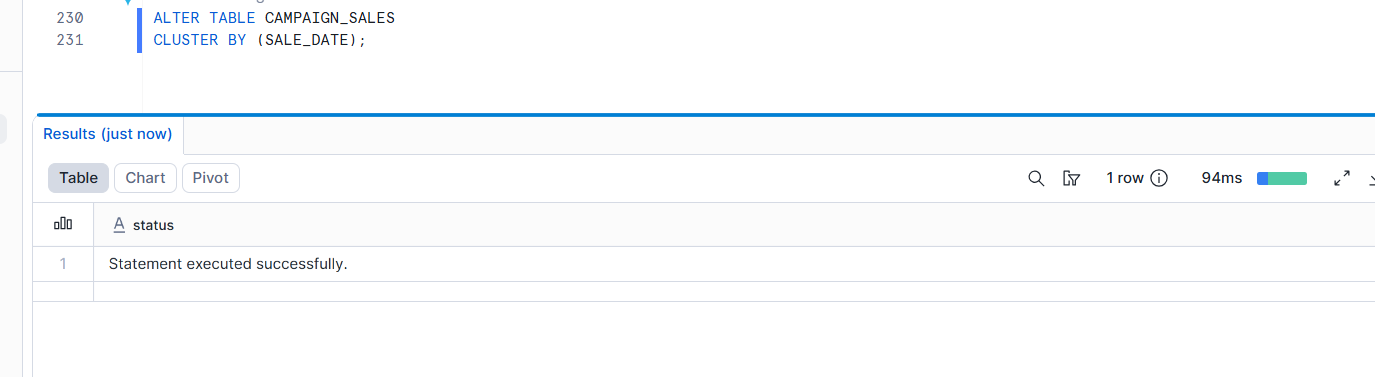 230 ALTER TABLE CAMPAIGN_SALES
231 CLUSTER BY (SALE_DATE);
Results (just now)
Table Chart Pivot 1 row 94ms
A status
1 Statement executed successfully.